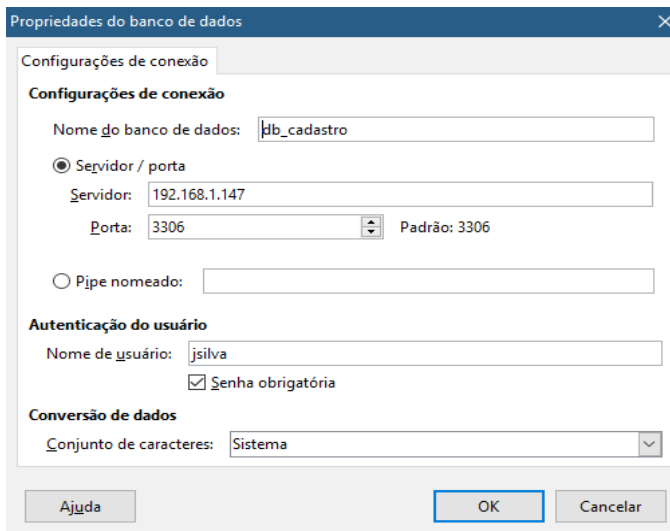 Propriedades do banco de dados
Configurações de conexão
Configurações de conexão
Nome do banco de dados: db_cadastro
Servidor / porta
Servidor: 192.168.1.147
Porta: 3306 Padrão: 3306
Pipe nomeado:
Autenticação do usuário
Nome de usuário: jsilva
Senha obrigatória
Conversão de dados
Conjunto de caracteres: Sistema
Ajuda OK Cancelar